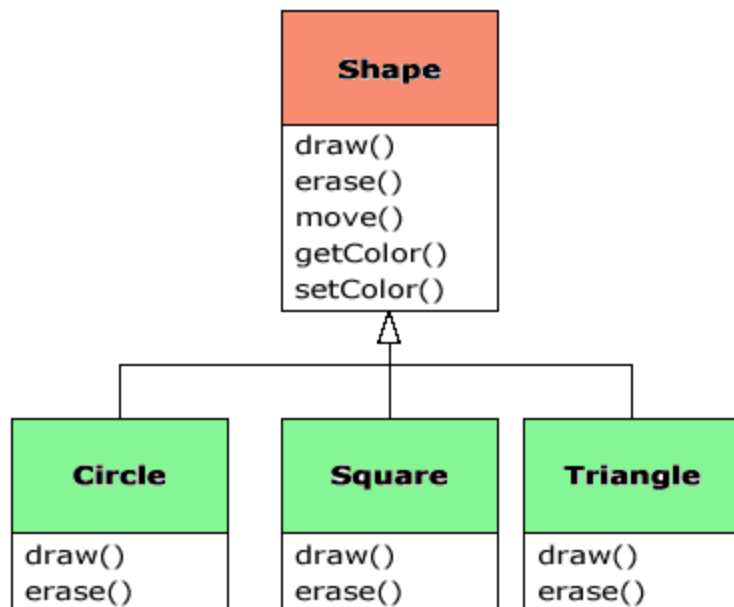 Shape
draw()
erase()
move()
getColor()
setColor()
Circle
draw()
erase()
Square
draw()
erase()
Triangle
draw()
erase()